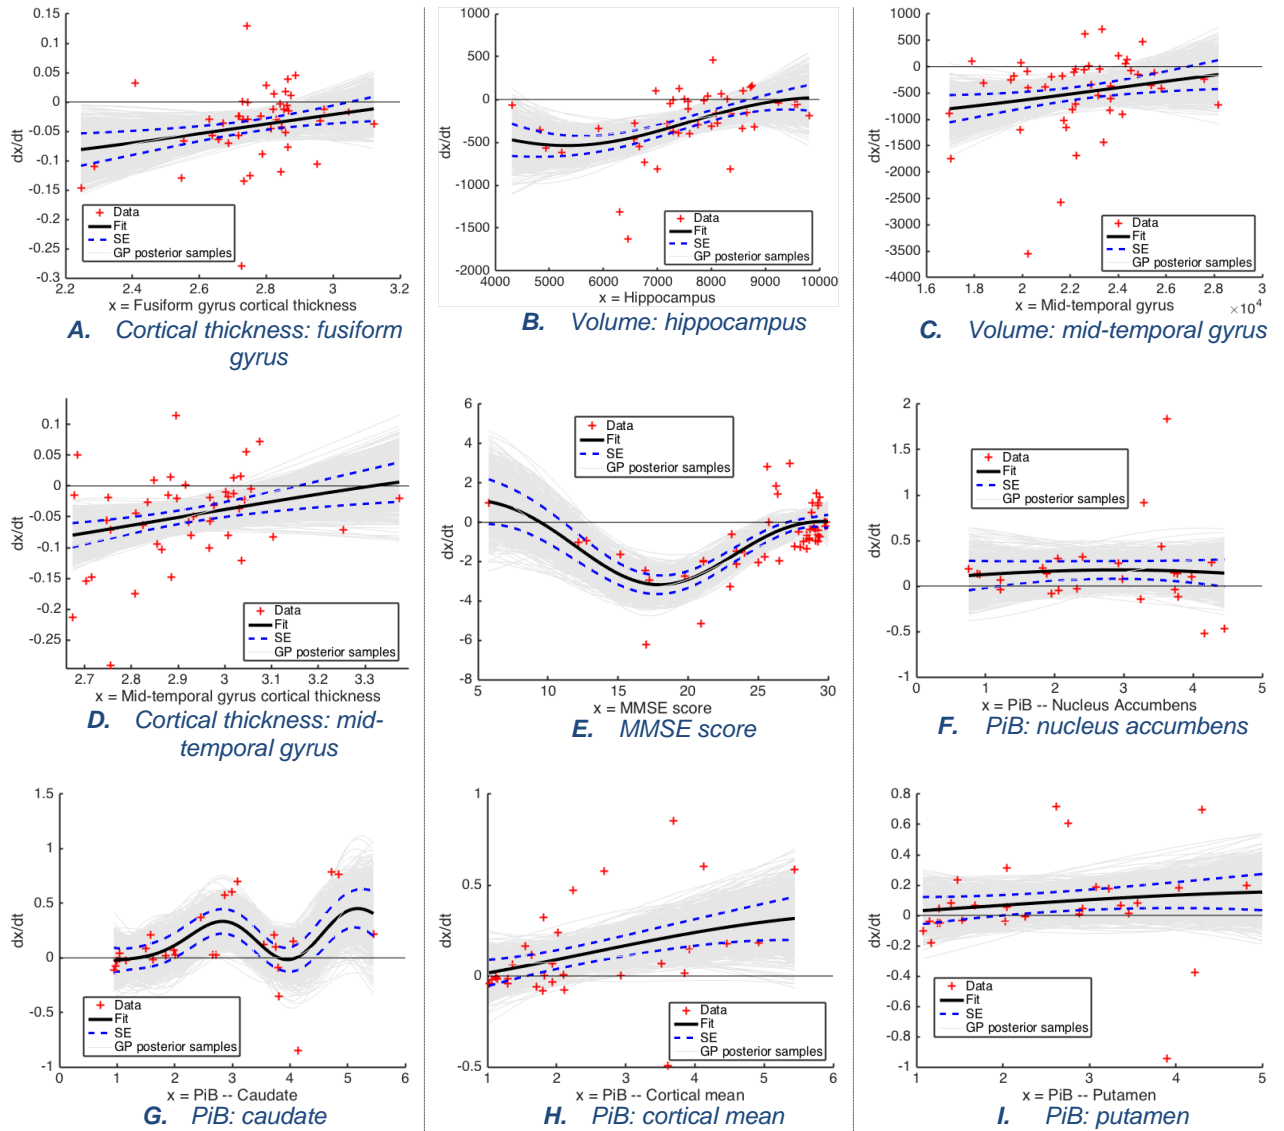 0.15
0.1
0.05
0
-0.05
-0.1
-0.15
-0.2
-0.25
-0.3
dx/dt
2.2 2.4 2.6 2.8 3 3.2
x = Fusiform gyrus cortical thickness
Data
Fit
SE
GP posterior samples
A. Cortical thickness: fusiform
gyrus
1000
500
0
-500
-1000
-1500
-2000
dx/dt
4000 5000 6000 7000 8000 9000 10000
x = Hippocampus
Data
Fit
SE
GP posterior samples
B. Volume: hippocampus
1000
500
0
-500
-1000
-1500
-2000
-2500
-3000
-3500
-4000
dx/dt
1.6 1.8 2 2.2 2.4 2.6 2.8 3
x = Mid-temporal gyrus ×10⁴
Data
Fit
SE
GP posterior samples
C. Volume: mid-temporal gyrus
0.1
0.05
0
-0.05
-0.1
-0.15
-0.2
-0.25
dx/dt
2.7 2.8 2.9 3 3.1 3.2 3.3
x = Mid-temporal gyrus cortical thickness
Data
Fit
SE
GP posterior samples
D. Cortical thickness: mid-
temporal gyrus
6
4
2
0
-2
-4
-6
-8
dx/dt
5 10 15 20 25 30
x = MMSE score
Data
Fit
SE
GP posterior samples
E. MMSE score
2
1.5
1
0.5
0
-0.5
-1
dx/dt
0 1 2 3 4 5
x = PiB -- Nucleus Accumbens
Data
Fit
SE
GP posterior samples
F. PiB: nucleus accumbens
1.5
1
0.5
0
-0.5
-1
dx/dt
0 1 2 3 4 5 6
x = PiB -- Caudate
Data
Fit
SE
GP posterior samples
G. PiB: caudate
1
0.5
0
-0.5
dx/dt
1 2 3 4 5 6
x = PiB -- Cortical mean
Data
Fit
SE
GP posterior samples
H. PiB: cortical mean
0.8
0.6
0.4
0.2
0
-0.2
-0.4
-0.6
-0.8
-1
dx/dt
1 2 3 4 5
x = PiB -- Putamen
Data
Fit
SE
GP posterior samples
I. PiB: putamen